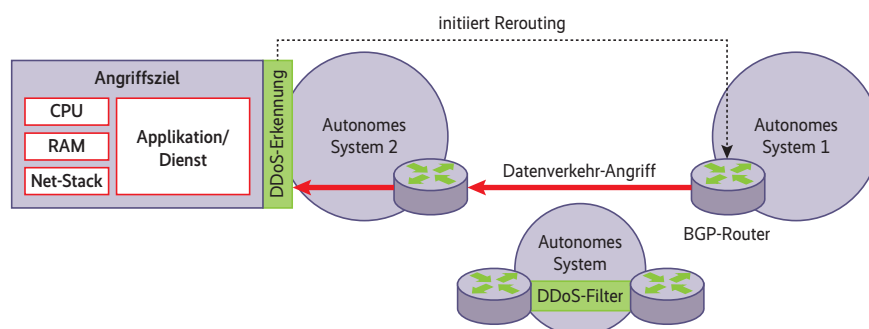 initiiert Rerouting
Angriffsziel
CPU
RAM
Net-Stack
Applikation/
Dienst
DDoS-Erkennung
Autonomes
System 2
Datenverkehr-Angriff
Autonomes
System 1
BGP-Router
Autonomes
System
DDoS-Filter